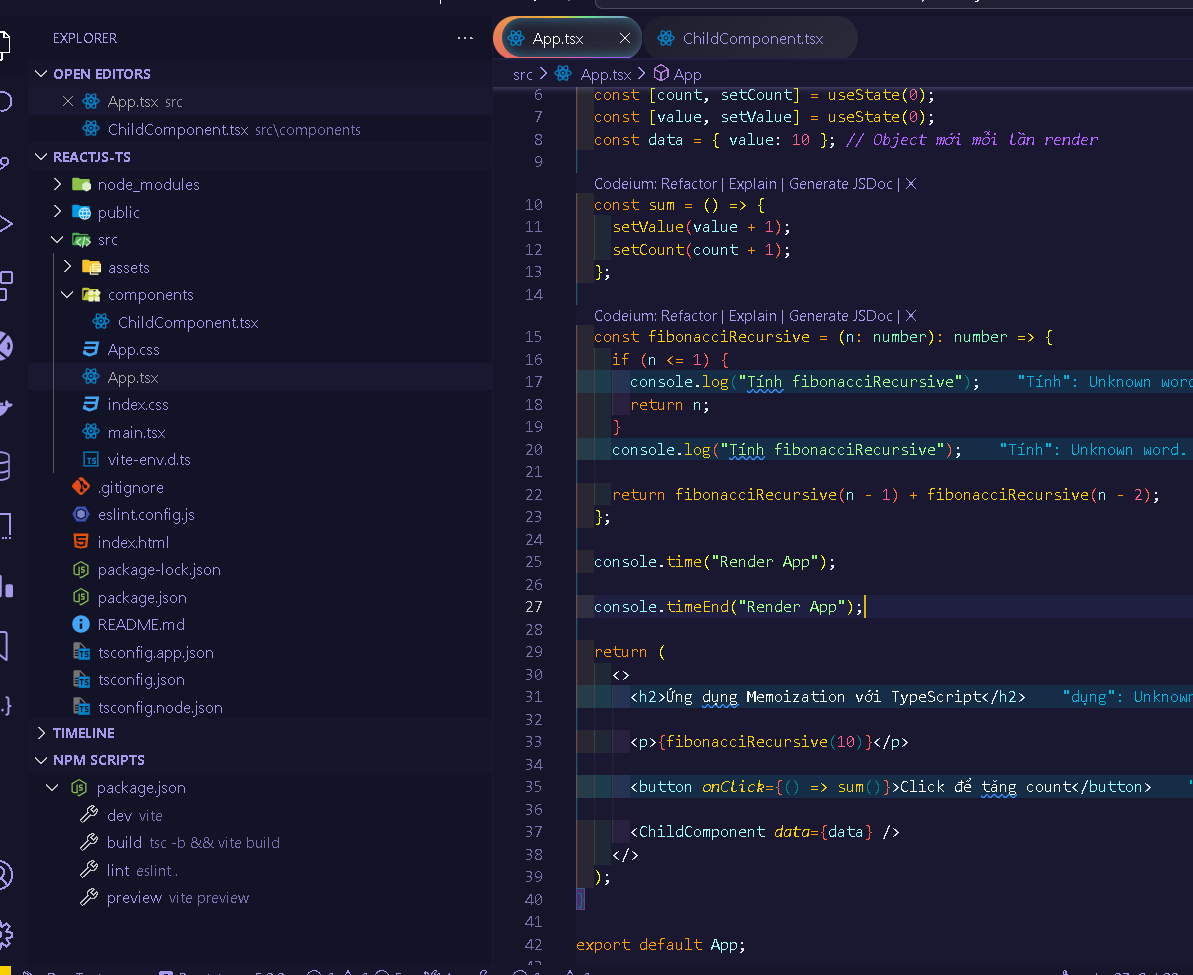 EXPLORER
OPEN EDITORS
App.tsx src
ChildComponent.tsx src\components
REACTJS-TS
node_modules
public
src
assets
components
ChildComponent.tsx
App.css
App.tsx
index.css
main.tsx
vite-env.d.ts
.gitignore
eslint.config.js
index.html
package-lock.json
package.json
README.md
tsconfig.app.json
tsconfig.json
tsconfig.node.json
TIMELINE
NPM SCRIPTS
package.json
dev vite
build tsc -b && vite build
lint eslint .
preview vite preview
App.tsx
ChildComponent.tsx
src > App.tsx > App
6 const [count, setCount] = useState(0);
7 const [value, setValue] = useState(0);
8 const data = { value: 10 }; // Object mới mỗi lần render
9
Codeium: Refactor | Explain | Generate JSDoc | X
10 const sum = () => {
11 setValue(value + 1);
12 setCount(count + 1);
13 };
14
Codeium: Refactor | Explain | Generate JSDoc | X
15 const fibonacciRecursive = (n: number): number => {
16 if (n <= 1) {
17 console.log("Tính fibonacciRecursive"); "Tính": Unknown word
18 return n;
19 }
20 console.log("Tính fibonacciRecursive"); "Tính": Unknown word.
21
22 return fibonacciRecursive(n - 1) + fibonacciRecursive(n - 2);
23 };
24
25 console.time("Render App");
26
27 console.timeEnd("Render App");
28
29 return (
30 <>
31 <h2>Ứng dụng Memoization với TypeScript</h2> "dụng": Unknown
32
33 <p>{fibonacciRecursive(10)}</p>
34
35 <button onClick={() => sum()}>Click để tăng count</button>
36
37 <ChildComponent data={data} />
38 </>
39 );
40 }
41
42 export default App;